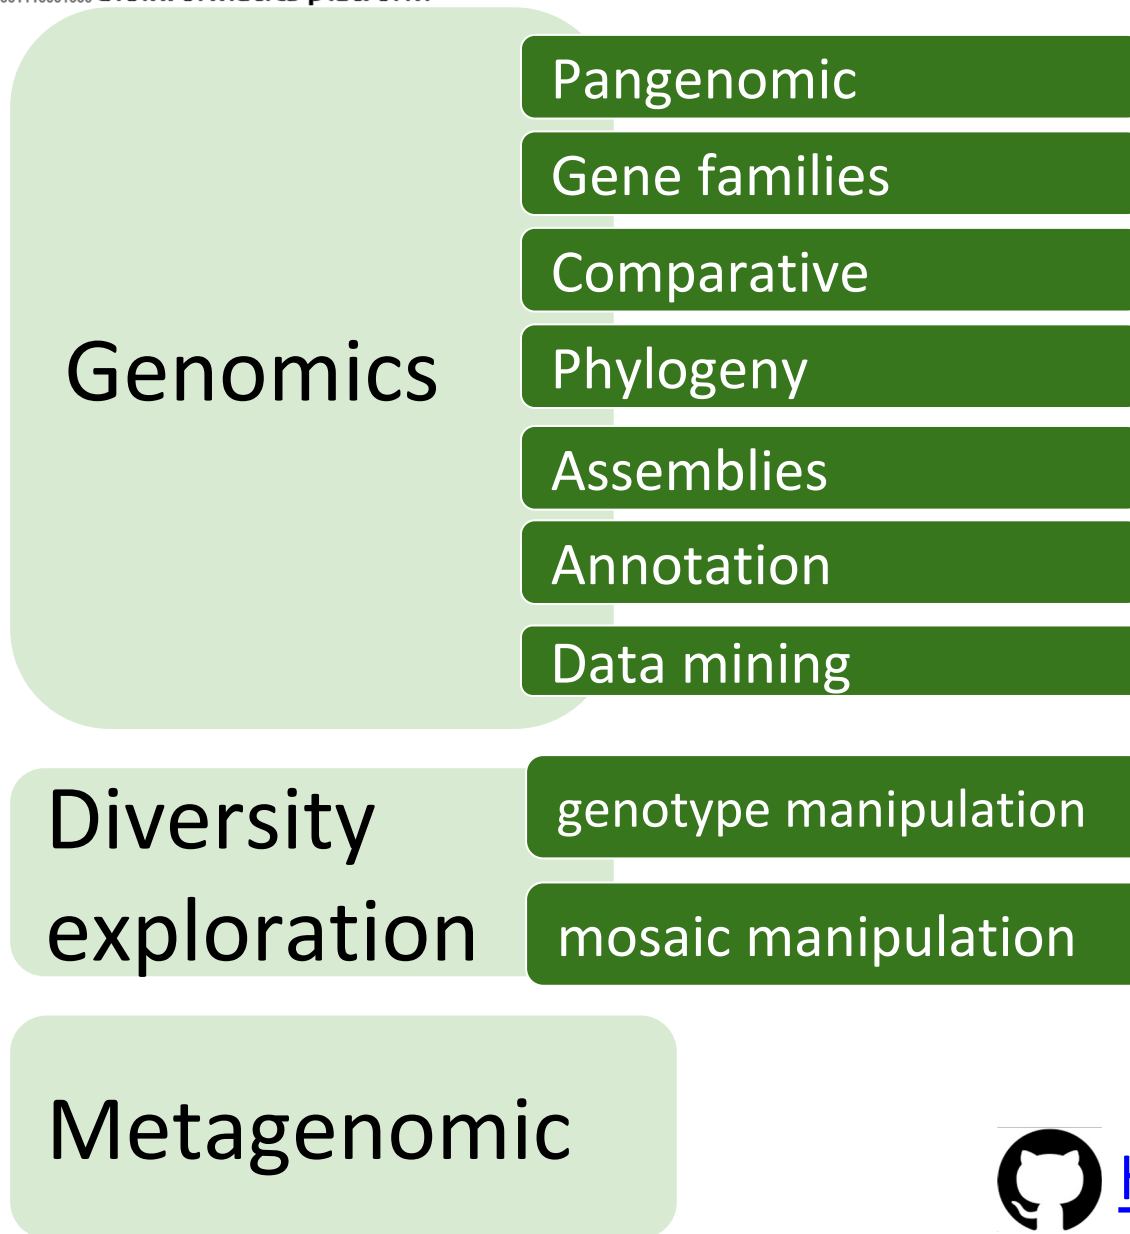 Pangenomic
Gene families
Comparative
Genomics
Phylogeny
Assemblies
Annotation
Data mining
Diversity
exploration
genotype manipulation
mosaic manipulation
Metagenomic